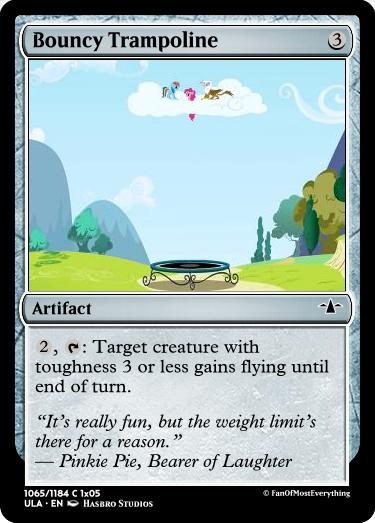 Bouncy Trampoline 3
Artifact
2, : Target creature with
toughness 3 or less gains flying until
end of turn.
"It's really fun, but the weight limit's
there for a reason."
— Pinkie Pie, Bearer of Laughter
1065/1184 C 1x05
ULA • EN HASBRO STUDIOS
© FanOfMostEverything